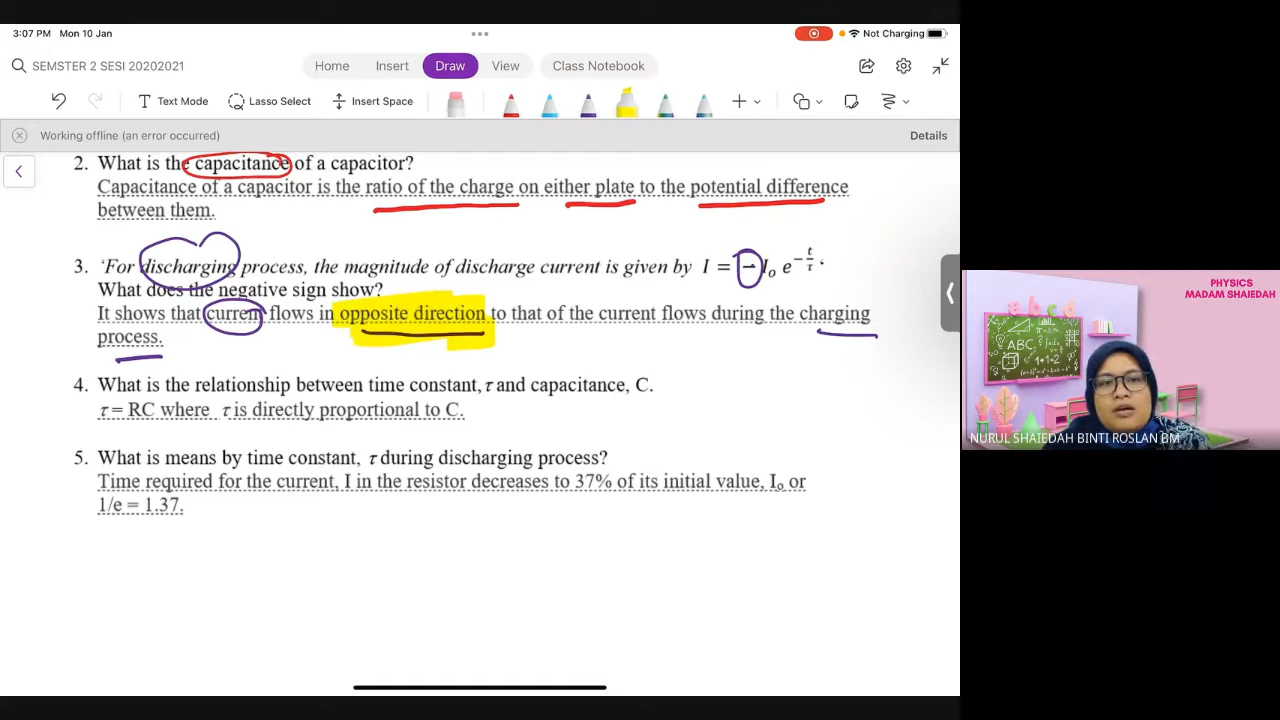 3:07 PM Mon 10 Jan
Not Charging
SEMSTER 2 SESI 20202021
Home Insert Draw View Class Notebook
Text Mode Lasso Select Insert Space
Working offline (an error occurred) Details
2. What is the capacitance of a capacitor?
Capacitance of a capacitor is the ratio of the charge on either plate to the potential difference
between them.
3. 'For discharging process, the magnitude of discharge current is given by I = −I₀ e^{−t/τ} '
What does the negative sign show?
It shows that current flows in opposite direction to that of the current flows during the charging
process.
4. What is the relationship between time constant, τ and capacitance, C.
τ = RC where τ is directly proportional to C.
5. What is means by time constant, τ during discharging process?
Time required for the current, I in the resistor decreases to 37% of its initial value, I₀ or
1/e = 1.37.
PHYSICS
MADAM SHAIEDAH
a b c d
ABC
1+1=2
NURUL SHAIEDAH BINTI ROSLAN BM